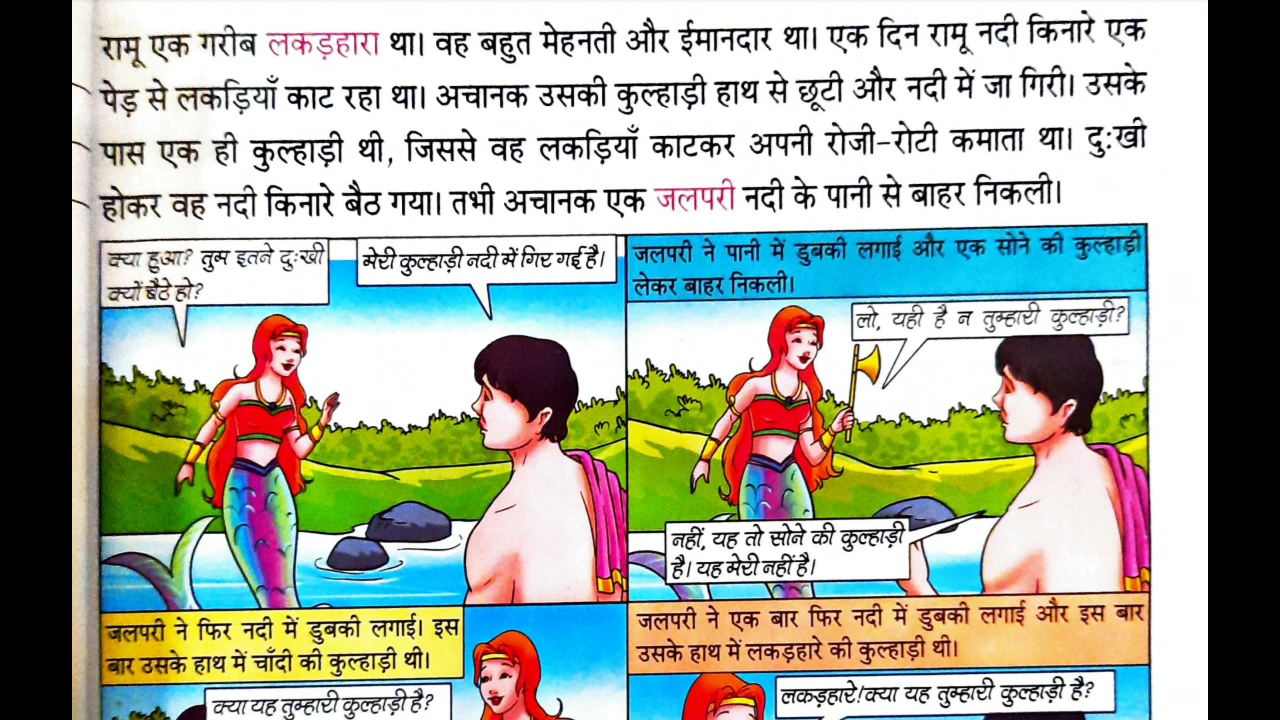 रामू एक गरीब लकड़हारा था। वह बहुत मेहनती और ईमानदार था। एक दिन रामू नदी किनारे एक
पेड़ से लकड़ियाँ काट रहा था। अचानक उसकी कुल्हाड़ी हाथ से छूटी और नदी में जा गिरी। उसके
पास एक ही कुल्हाड़ी थी, जिससे वह लकड़ियाँ काटकर अपनी रोजी-रोटी कमाता था। दु:खी
होकर वह नदी किनारे बैठ गया। तभी अचानक एक जलपरी नदी के पानी से बाहर निकली।
क्या हुआ? तुम इतने दु:खी
क्यों बैठे हो?
मेरी कुल्हाड़ी नदी में गिर गई है।
जलपरी ने पानी में डुबकी लगाई और एक सोने की कुल्हाड़ी
लेकर बाहर निकली।
लो, यही है न तुम्हारी कुल्हाड़ी?
नहीं, यह तो सोने की कुल्हाड़ी
है। यह मेरी नहीं है।
जलपरी ने फिर नदी में डुबकी लगाई। इस
बार उसके हाथ में चाँदी की कुल्हाड़ी थी।
क्या यह तुम्हारी कुल्हाड़ी है?
जलपरी ने एक बार फिर नदी में डुबकी लगाई और इस बार
उसके हाथ में लकड़हारे की कुल्हाड़ी थी।
लकड़हारे! क्या यह तुम्हारी कुल्हाड़ी है?